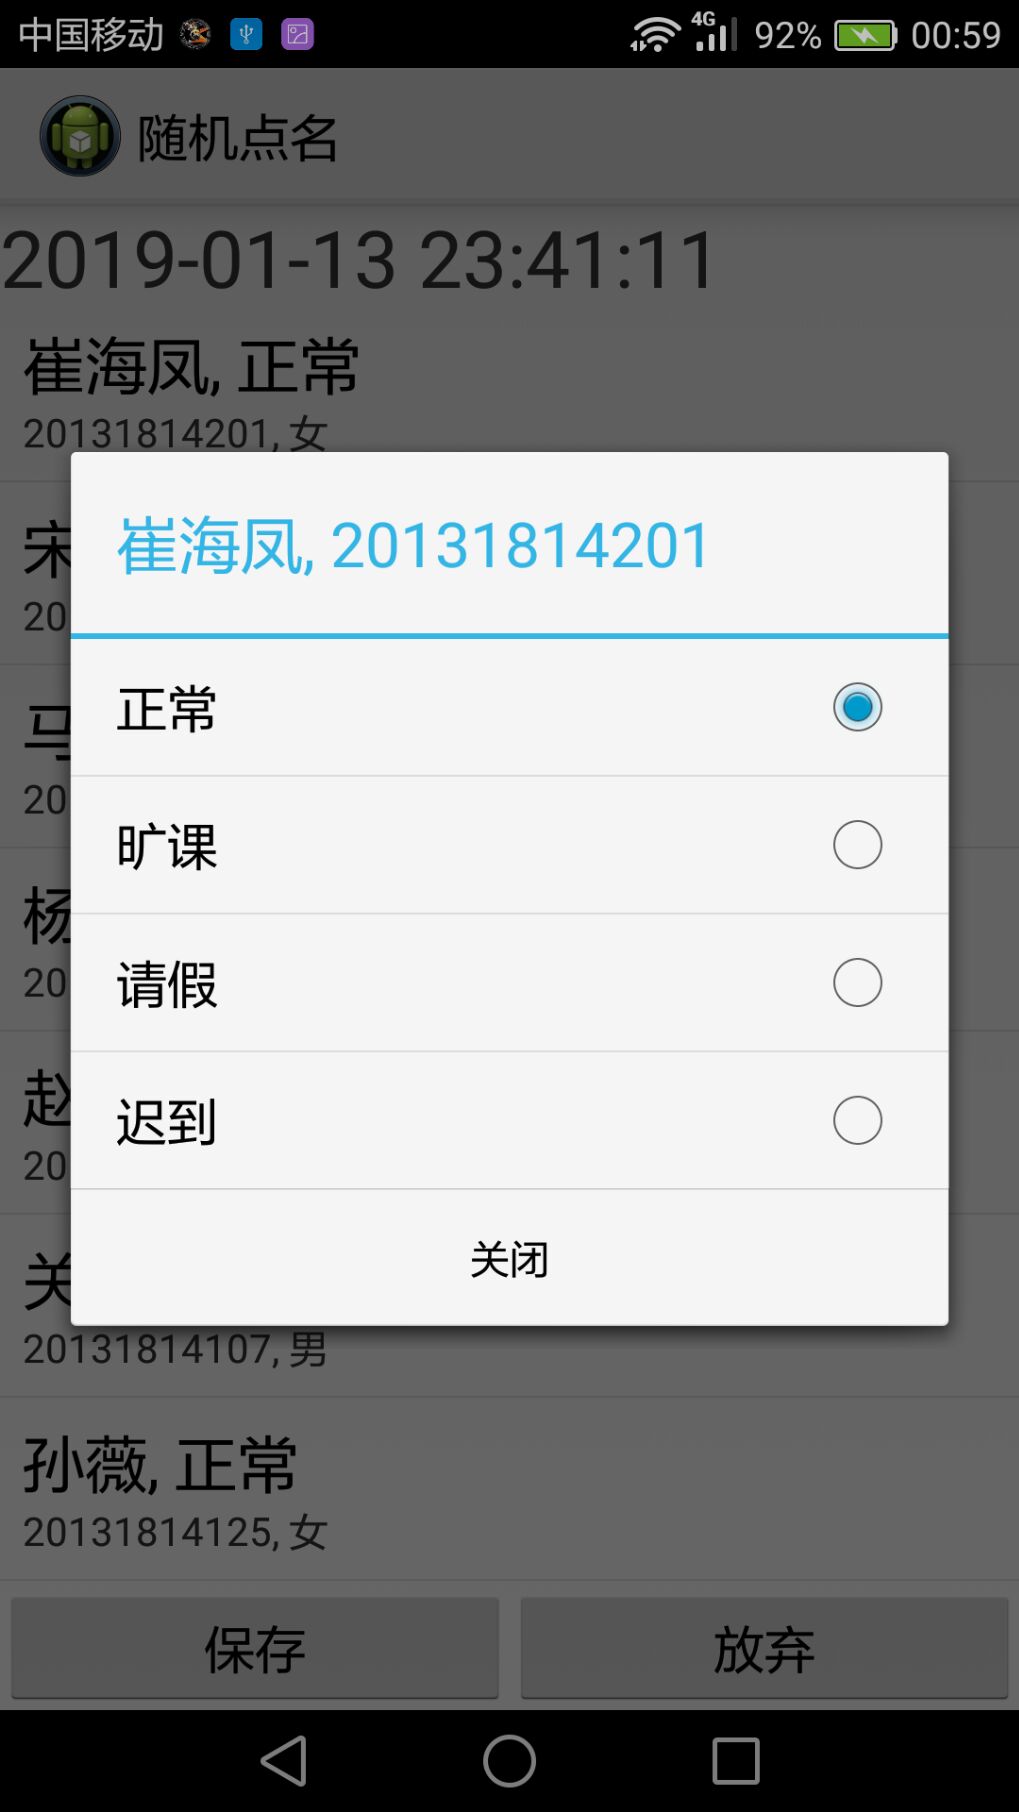 中国移动 4G 92% 00:59
随机点名
2019-01-13 23:41:11
崔海凤, 正常
20131814201, 女
宋
20
马
20
杨
20
赵
20
关
20131814107, 男
孙薇, 正常
20131814125, 女
崔海凤, 20131814201
正常
旷课
请假
迟到
关闭
保存 放弃